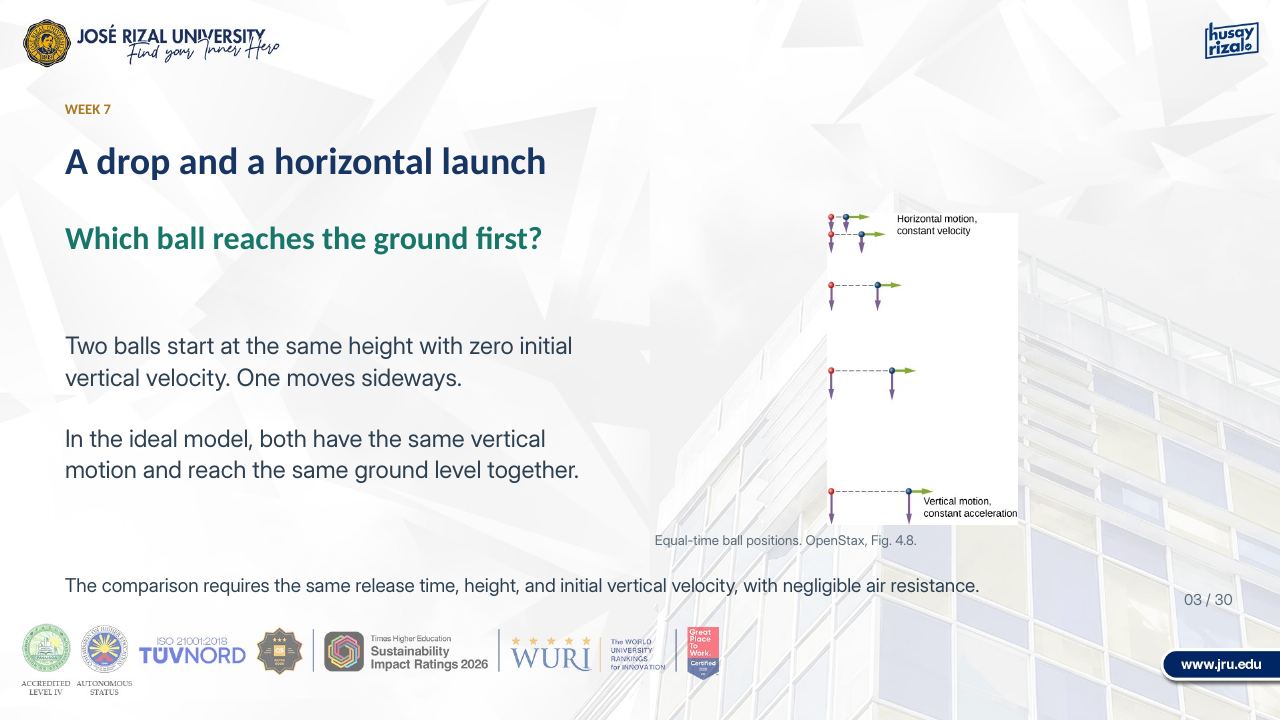 JOSÉ RIZAL UNIVERSITY
Find your Inner Hero
husay
rizal
WEEK 7
A drop and a horizontal launch
Which ball reaches the ground first?
Two balls start at the same height with zero initial
vertical velocity. One moves sideways.
In the ideal model, both have the same vertical
motion and reach the same ground level together.
Horizontal motion,
constant velocity
Vertical motion,
constant acceleration
Equal-time ball positions. OpenStax, Fig. 4.8.
The comparison requires the same release time, height, and initial vertical velocity, with negligible air resistance.
03 / 30
ACCREDITED
LEVEL IV
AUTONOMOUS
STATUS
ISO 21001:2018
TÜVNORD
Times Higher Education
Sustainability
Impact Ratings 2026
WURI
The WORLD
UNIVERSITY
RANKINGS
for INNOVATION
Great
Place
To
Work.
Certified
www.jru.edu